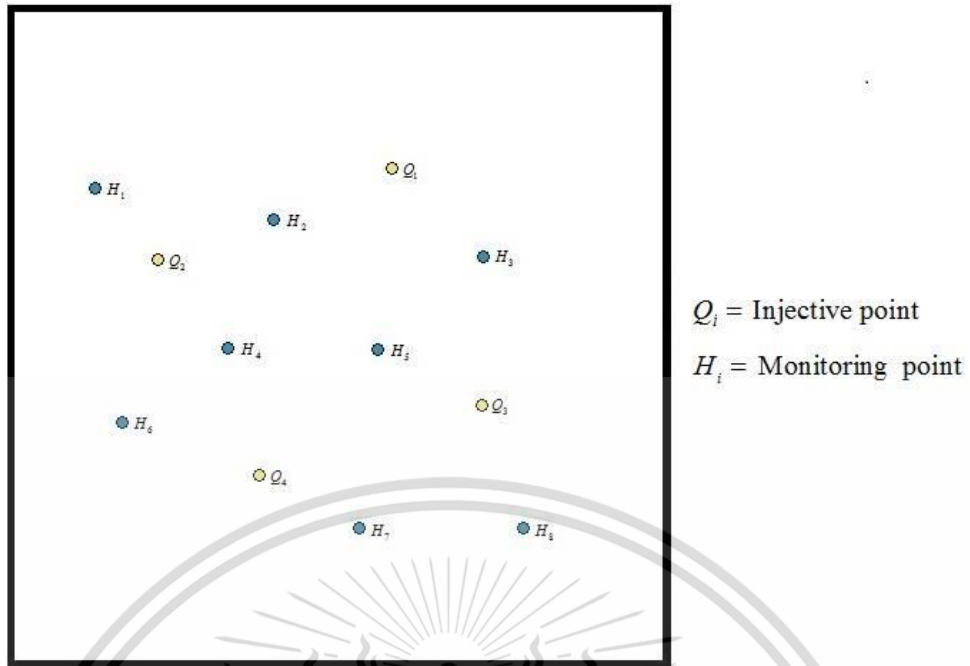 Q₁
H₁
H₂
H₃
Q₂
Qᵢ = Injective point
H₄
H₅
Hᵢ = Monitoring point
Q₃
H₆
Q₄
H₇
H₈